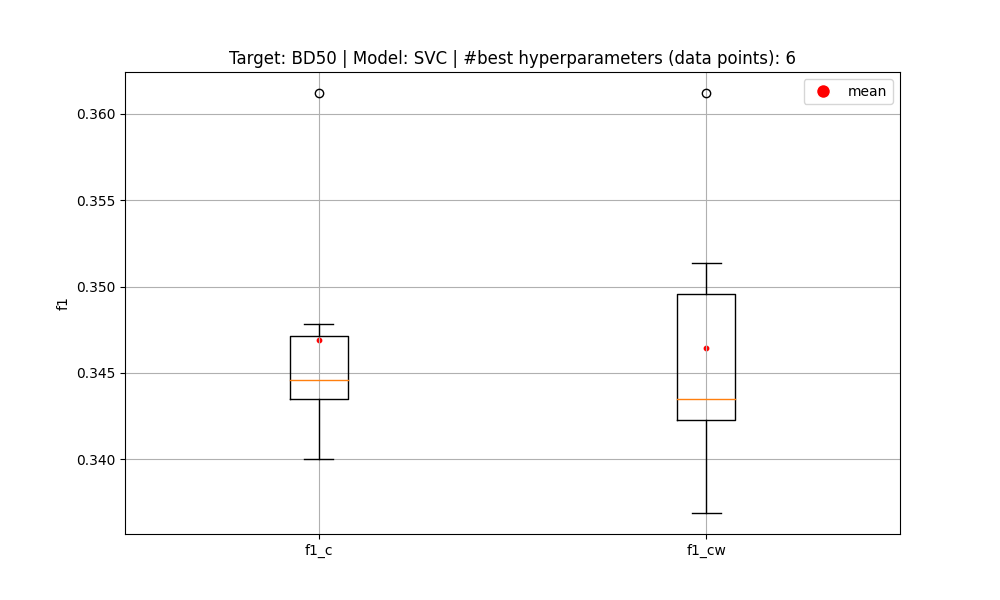 Target: BD50 | Model: SVC | #best hyperparameters (data points): 6
mean
0.360
0.355
0.350
0.345
0.340
f1
f1_c
f1_cw